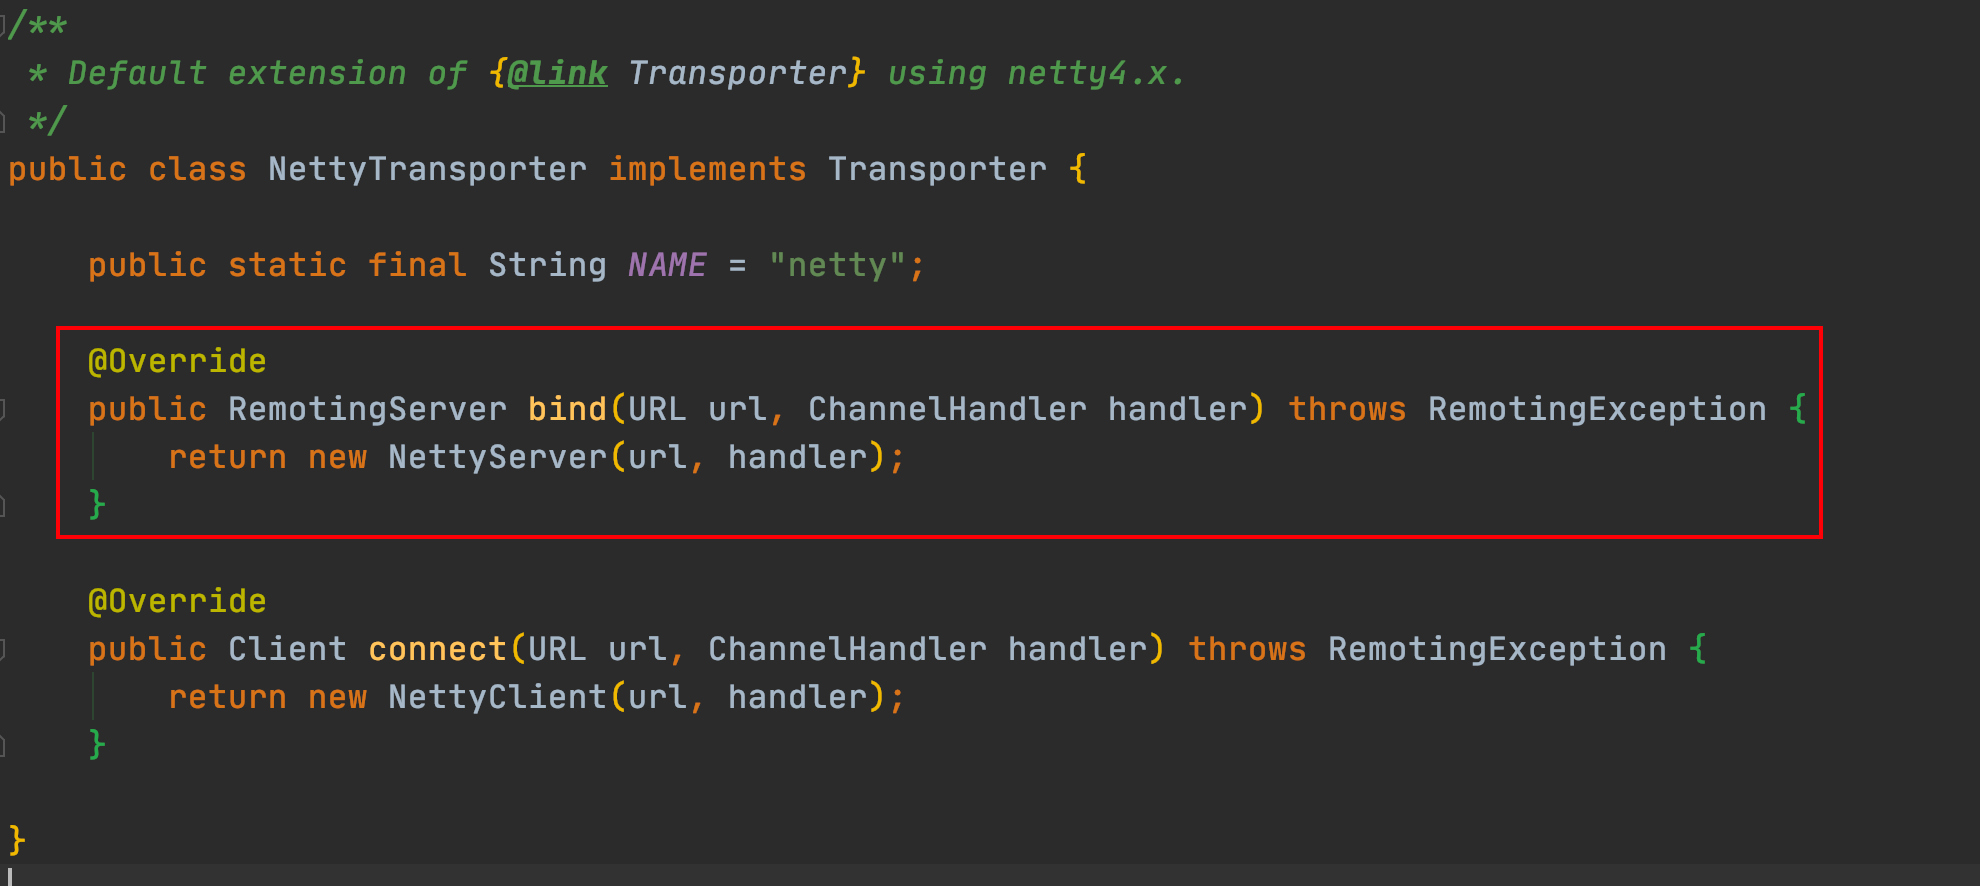 /**
 * Default extension of {@link Transporter} using netty4.x.
 */
public class NettyTransporter implements Transporter {
    public static final String NAME = "netty";
    @Override
    public RemotingServer bind(URL url, ChannelHandler handler) throws RemotingException {
        return new NettyServer(url, handler);
    }
    @Override
    public Client connect(URL url, ChannelHandler handler) throws RemotingException {
        return new NettyClient(url, handler);
    }
}